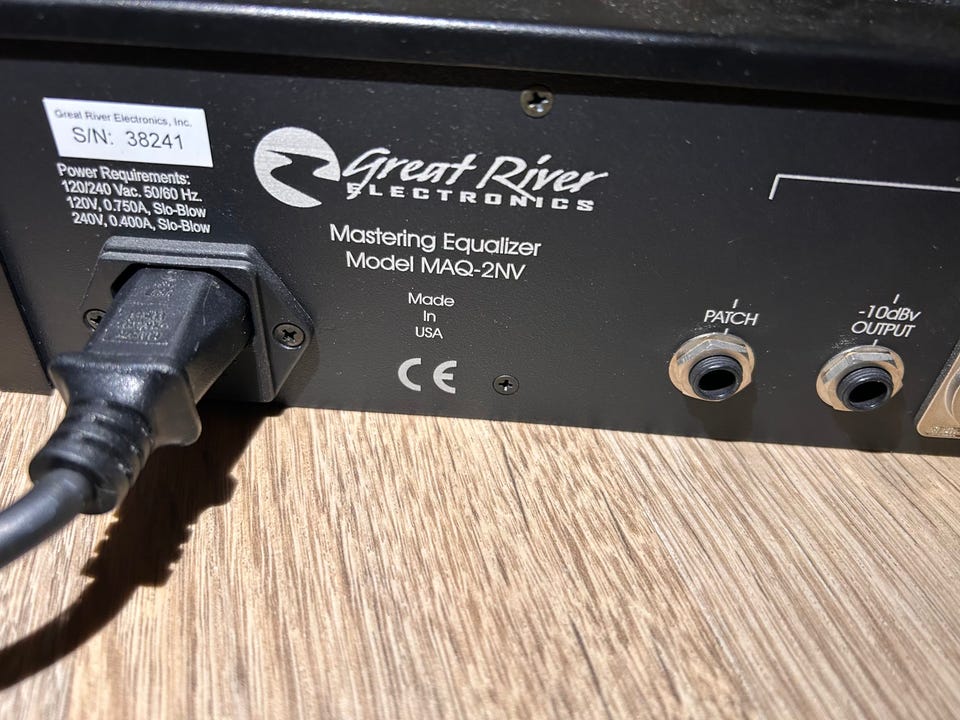 Great River Electronics, Inc.
S/N: 38241
Power Requirements:
120/240 Vac. 50/60 Hz.
120V, 0.750A, Slo-Blow
240V, 0.400A, Slo-Blow
Great River
ELECTRONICS
Mastering Equalizer
Model MAQ-2NV
Made
In
USA
CE
PATCH
-10dBv
OUTPUT